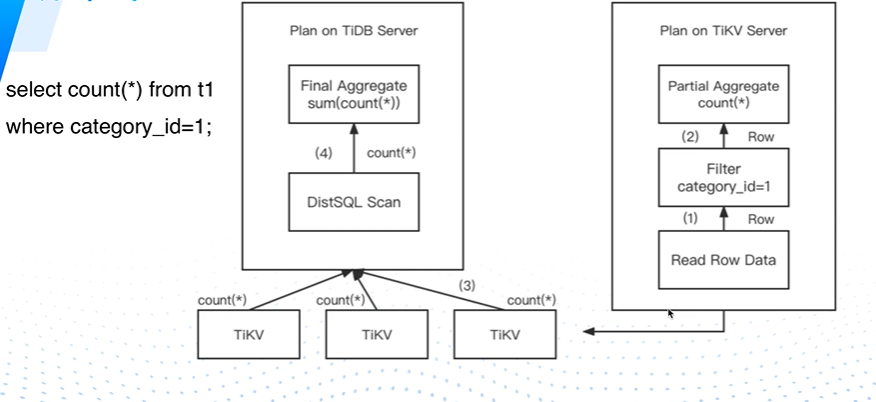 select count(*) from t1
where category_id=1;
Plan on TiDB Server
Final Aggregate
sum(count(*))
(4)
count(*)
DistSQL Scan
(3)
count(*)
count(*)
count(*)
TiKV
TiKV
TiKV
Plan on TiKV Server
Partial Aggregate
count(*)
(2)
Row
Filter
category_id=1
(1)
Row
Read Row Data